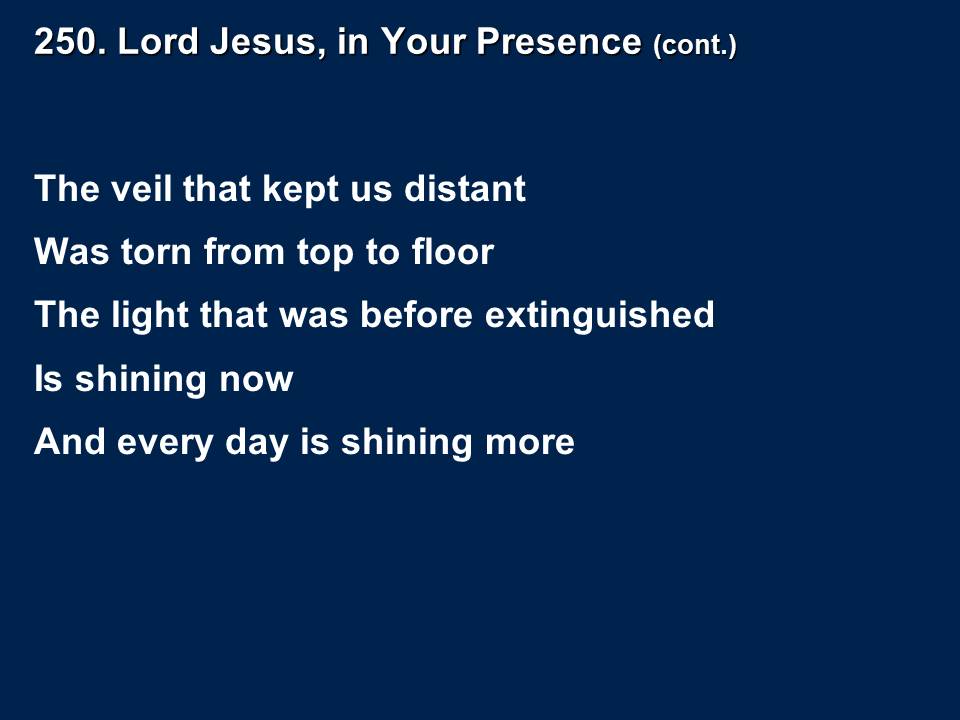 250. Lord Jesus, in Your Presence (cont.)
The veil that kept us distant
Was torn from top to floor
The light that was before extinguished
Is shining now
And every day is shining more